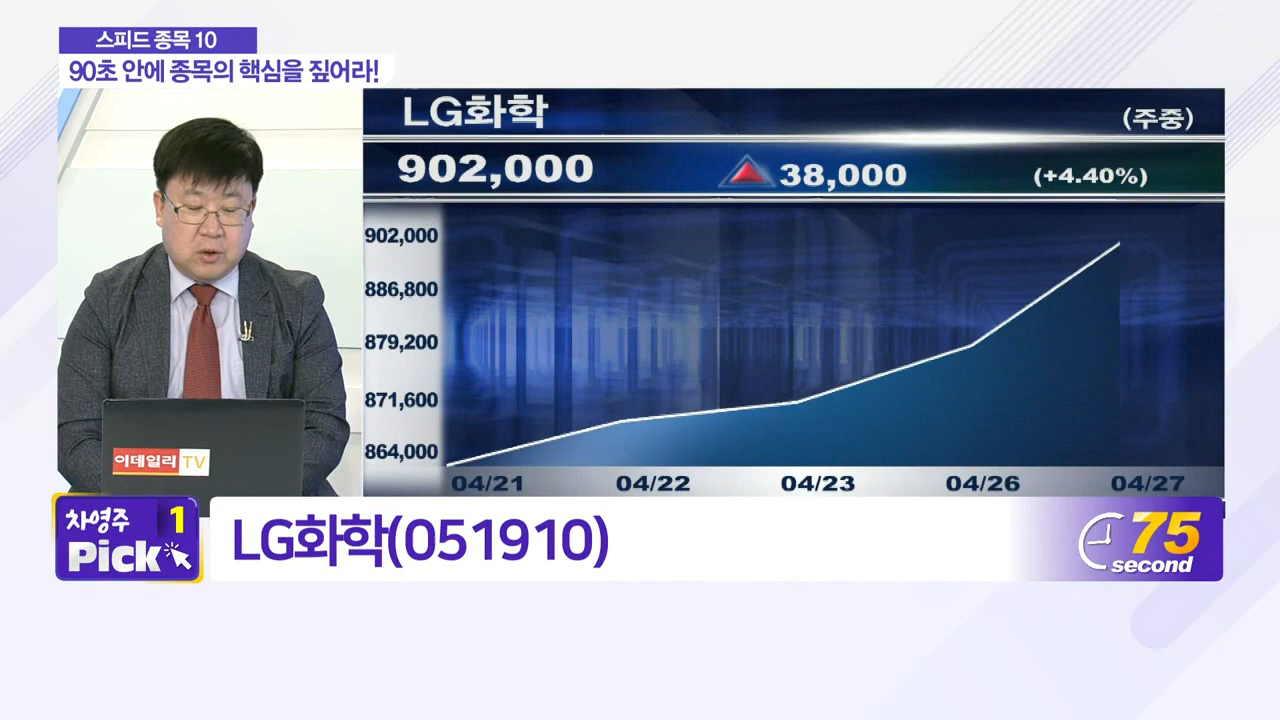 스피드 종목 10
90초 안에 종목의 핵심을 짚어라!
LG화학
(주중)
902,000
38,000
(+4.40%)
902,000
886,800
879,200
871,600
864,000
04/21
04/22
04/23
04/26
04/27
이데일리 TV
차영주 1
Pick
LG화학(051910)
75
second